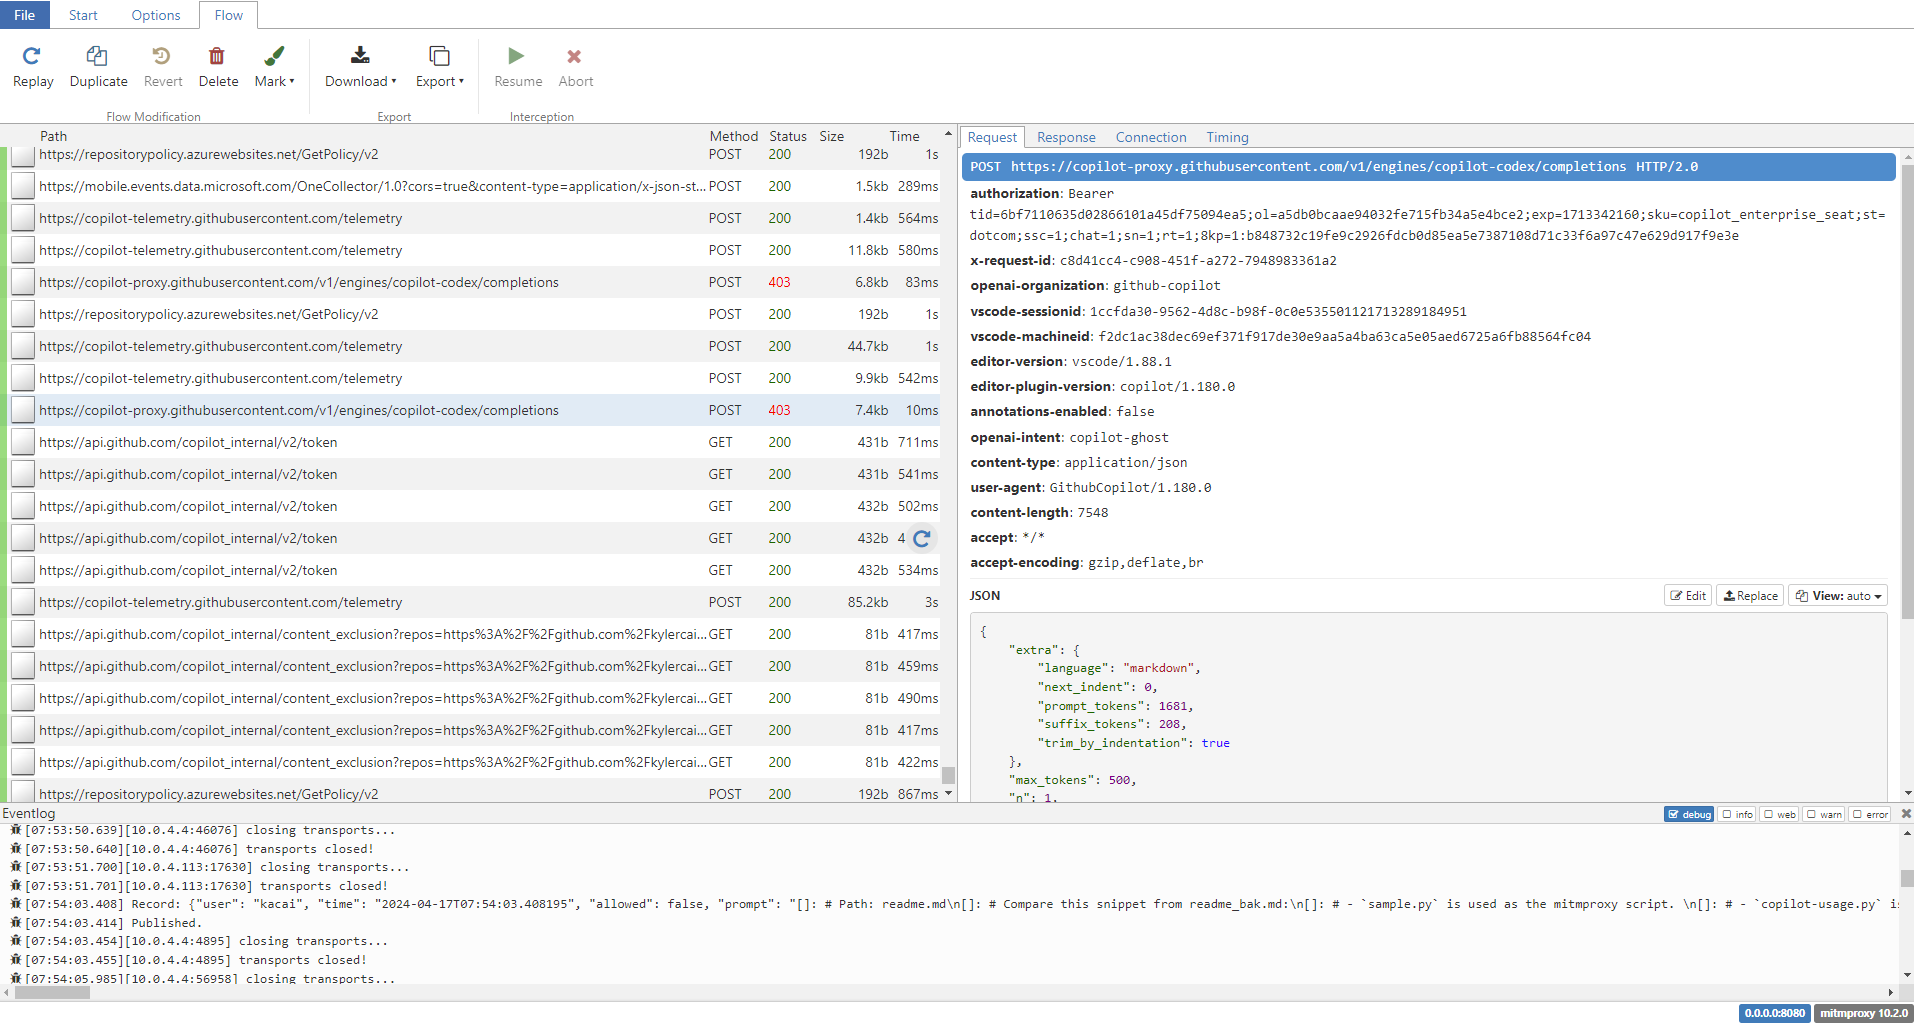 File Start Options Flow
Replay Duplicate Revert Delete Mark Download Export Resume Abort
Flow Modification Export Interception
Path Method Status Size Time
https://repositorypolicy.azurewebsites.net/GetPolicy/v2 POST 200 192b 1s
https://mobile.events.data.microsoft.com/OneCollector/1.0?cors=true&content-type=application/x-json-st... POST 200 1.5kb 289ms
https://copilot-telemetry.githubusercontent.com/telemetry POST 200 1.4kb 564ms
https://copilot-telemetry.githubusercontent.com/telemetry POST 200 11.8kb 580ms
https://copilot-proxy.githubusercontent.com/v1/engines/copilot-codex/completions POST 403 6.8kb 83ms
https://repositorypolicy.azurewebsites.net/GetPolicy/v2 POST 200 192b 1s
https://copilot-telemetry.githubusercontent.com/telemetry POST 200 44.7kb 1s
https://copilot-telemetry.githubusercontent.com/telemetry POST 200 9.9kb 542ms
https://copilot-proxy.githubusercontent.com/v1/engines/copilot-codex/completions POST 403 7.4kb 10ms
https://api.github.com/copilot_internal/v2/token GET 200 431b 711ms
https://api.github.com/copilot_internal/v2/token GET 200 431b 541ms
https://api.github.com/copilot_internal/v2/token GET 200 432b 502ms
https://api.github.com/copilot_internal/v2/token GET 200 432b 4
https://api.github.com/copilot_internal/v2/token GET 200 432b 534ms
https://copilot-telemetry.githubusercontent.com/telemetry POST 200 85.2kb 3s
https://api.github.com/copilot_internal/content_exclusion?repos=https%3A%2F%2Fgithub.com%2Fkylercai... GET 200 81b 417ms
https://api.github.com/copilot_internal/content_exclusion?repos=https%3A%2F%2Fgithub.com%2Fkylercai... GET 200 81b 459ms
https://api.github.com/copilot_internal/content_exclusion?repos=https%3A%2F%2Fgithub.com%2Fkylercai... GET 200 81b 490ms
https://api.github.com/copilot_internal/content_exclusion?repos=https%3A%2F%2Fgithub.com%2Fkylercai... GET 200 81b 417ms
https://api.github.com/copilot_internal/content_exclusion?repos=https%3A%2F%2Fgithub.com%2Fkylercai... GET 200 81b 422ms
https://repositorypolicy.azurewebsites.net/GetPolicy/v2 POST 200 192b 867ms
Request Response Connection Timing
POST https://copilot-proxy.githubusercontent.com/v1/engines/copilot-codex/completions HTTP/2.0
authorization: Bearer
tid=6bf7110635d02866101a45df75094ea5;ol=a5db0bcaae94032fe715fb34a5e4bce2;exp=1713342160;sku=copilot_enterprise_seat;st=
dotcom;ssc=1;chat=1;sn=1;rt=1;8kp=1:b848732c19fe9c2926fdcb0d85ea5e7387108d71c33f6a97c47e629d917f9e3e
x-request-id: c8d41cc4-c908-451f-a272-7948983361a2
openai-organization: github-copilot
vscode-sessionid: 1ccfda30-9562-4d8c-b98f-0c0e535501121713289184951
vscode-machineid: f2dc1ac38dec69ef371f917de30e9aa5a4ba63ca5e05aed6725a6fb88564fc04
editor-version: vscode/1.88.1
editor-plugin-version: copilot/1.180.0
annotations-enabled: false
openai-intent: copilot-ghost
content-type: application/json
user-agent: GithubCopilot/1.180.0
content-length: 7548
accept: */*
accept-encoding: gzip,deflate,br
JSON Edit Replace View: auto
{
"extra": {
"language": "markdown",
"next_indent": 0,
"prompt_tokens": 1681,
"suffix_tokens": 208,
"trim_by_indentation": true
},
"max_tokens": 500,
"n": 1,
Eventlog debug info web warn error
[07:53:50.639][10.0.4.4:46076] closing transports...
[07:53:50.640][10.0.4.4:46076] transports closed!
[07:53:51.700][10.0.4.113:17630] closing transports...
[07:53:51.701][10.0.4.113:17630] transports closed!
[07:54:03.408] Record: {"user": "kacai", "time": "2024-04-17T07:54:03.408195", "allowed": false, "prompt": "[]: # Path: readme.md\n[]: # Compare this snippet from readme_bak.md:\n[]: # - `sample.py` is used as the mitmproxy script. \n[]: # - `copilot-usage.py` is
[07:54:03.414] Published.
[07:54:03.454][10.0.4.4:4895] closing transports...
[07:54:03.455][10.0.4.4:4895] transports closed!
[07:54:05.985][10.0.4.4:56958] closing transports...
0.0.0.0:8080 mitmproxy 10.2.0